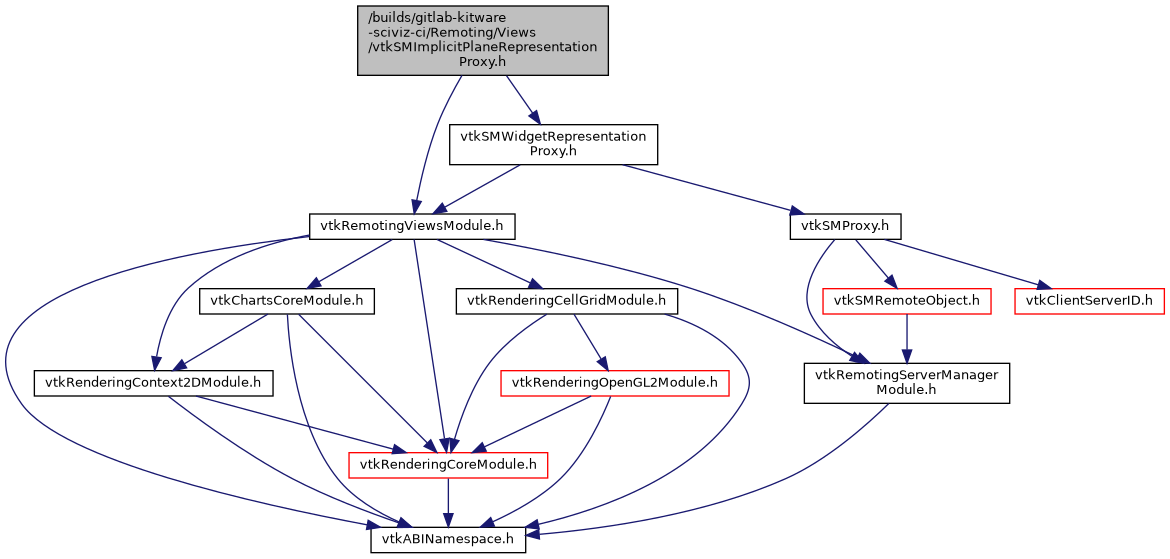 /builds/gitlab-kitware
-sciviz-ci/Remoting/Views
/vtkSMImplicitPlaneRepresentation
Proxy.h
vtkSMWidgetRepresentation
Proxy.h
vtkRemotingViewsModule.h
vtkSMProxy.h
vtkChartsCoreModule.h
vtkRenderingCellGridModule.h
vtkSMRemoteObject.h
vtkClientServerID.h
vtkRenderingContext2DModule.h
vtkRenderingOpenGL2Module.h
vtkRemotingServerManager
Module.h
vtkRenderingCoreModule.h
vtkABINamespace.h